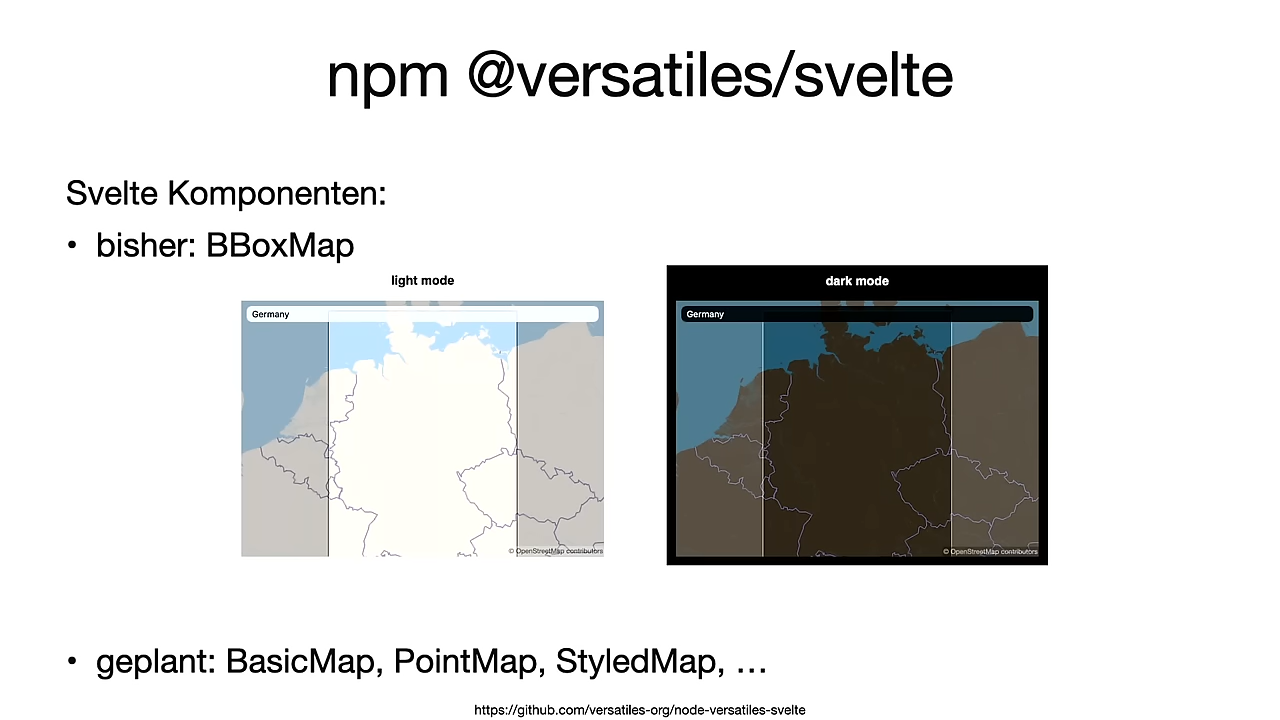 npm @versatiles/svelte
Svelte Komponenten:
• bisher: BBoxMap
light mode
dark mode
Germany
Germany
© OpenStreetMap contributors
© OpenStreetMap contributors
• geplant: BasicMap, PointMap, StyledMap, …
https://github.com/versatiles-org/node-versatiles-svelte